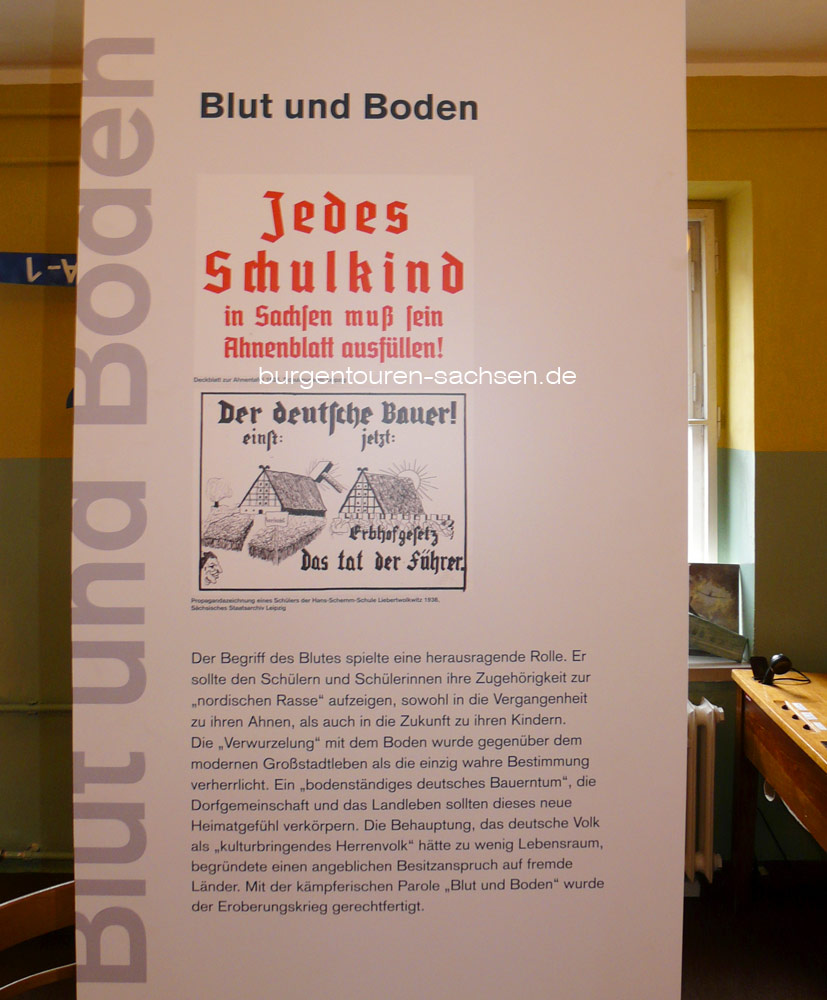 Blut und Boden
Blut und Boden
Jedes
Schulkind
in Sachsen muß sein
Ahnenblatt ausfüllen!
Deckblatt zur
burgentouren-sachsen.de
Der deutsche Bauer!
einst: jetzt:
Erbhofgesetz
Das tat der Führer.
Propagandazeichnung eines Schülers der Hans-Schemm-Schule Liebertwolkwitz 1936,
Sächsisches Staatsarchiv Leipzig
Der Begriff des Blutes spielte eine herausragende Rolle. Er
sollte den Schülern und Schülerinnen ihre Zugehörigkeit zur
„nordischen Rasse“ aufzeigen, sowohl in die Vergangenheit
zu ihren Ahnen, als auch in die Zukunft zu ihren Kindern.
Die „Verwurzelung“ mit dem Boden wurde gegenüber dem
modernen Großstadtleben als die einzig wahre Bestimmung
verherrlicht. Ein „bodenständiges deutsches Bauerntum“, die
Dorfgemeinschaft und das Landleben sollten dieses neue
Heimatgefühl verkörpern. Die Behauptung, das deutsche Volk
als „kulturbringendes Herrenvolk“ hätte zu wenig Lebensraum,
begründete einen angeblichen Besitzanspruch auf fremde
Länder. Mit der kämpferischen Parole „Blut und Boden“ wurde
der Eroberungskrieg gerechtfertigt.